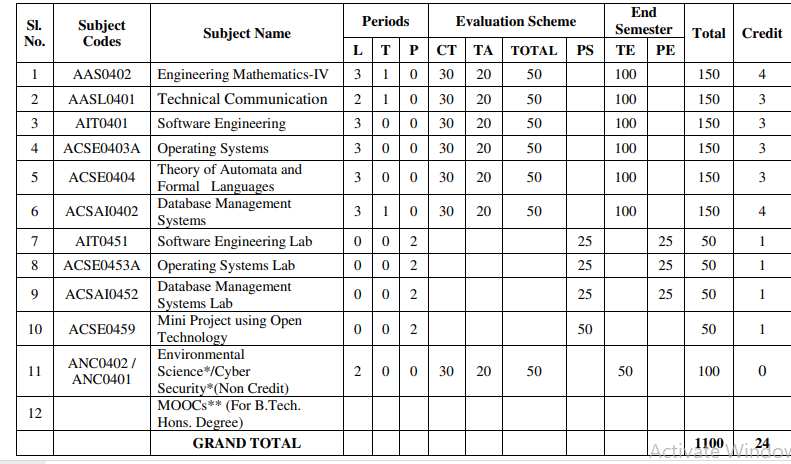 Sl. No. Subject Codes Subject Name Periods Evaluation Scheme End Semester Total Credit
L T P CT TA TOTAL PS TE PE
1 AAS0402 Engineering Mathematics-IV 3 1 0 30 20 50 100 150 4
2 AASL0401 Technical Communication 2 1 0 30 20 50 100 150 3
3 AIT0401 Software Engineering 3 0 0 30 20 50 100 150 3
4 ACSE0403A Operating Systems 3 0 0 30 20 50 100 150 3
5 ACSE0404 Theory of Automata and Formal Languages 3 0 0 30 20 50 100 150 3
6 ACSAI0402 Database Management Systems 3 1 0 30 20 50 100 150 4
7 AIT0451 Software Engineering Lab 0 0 2 25 25 50 1
8 ACSE0453A Operating Systems Lab 0 0 2 25 25 50 1
9 ACSAI0452 Database Management Systems Lab 0 0 2 25 25 50 1
10 ACSE0459 Mini Project using Open Technology 0 0 2 50 50 1
11 ANC0402 / ANC0401 Environmental Science*/Cyber Security*(Non Credit) 2 0 0 30 20 50 50 100 0
12 MOOCs** (For B.Tech. Hons. Degree)
GRAND TOTAL 1100 24
Activate Window